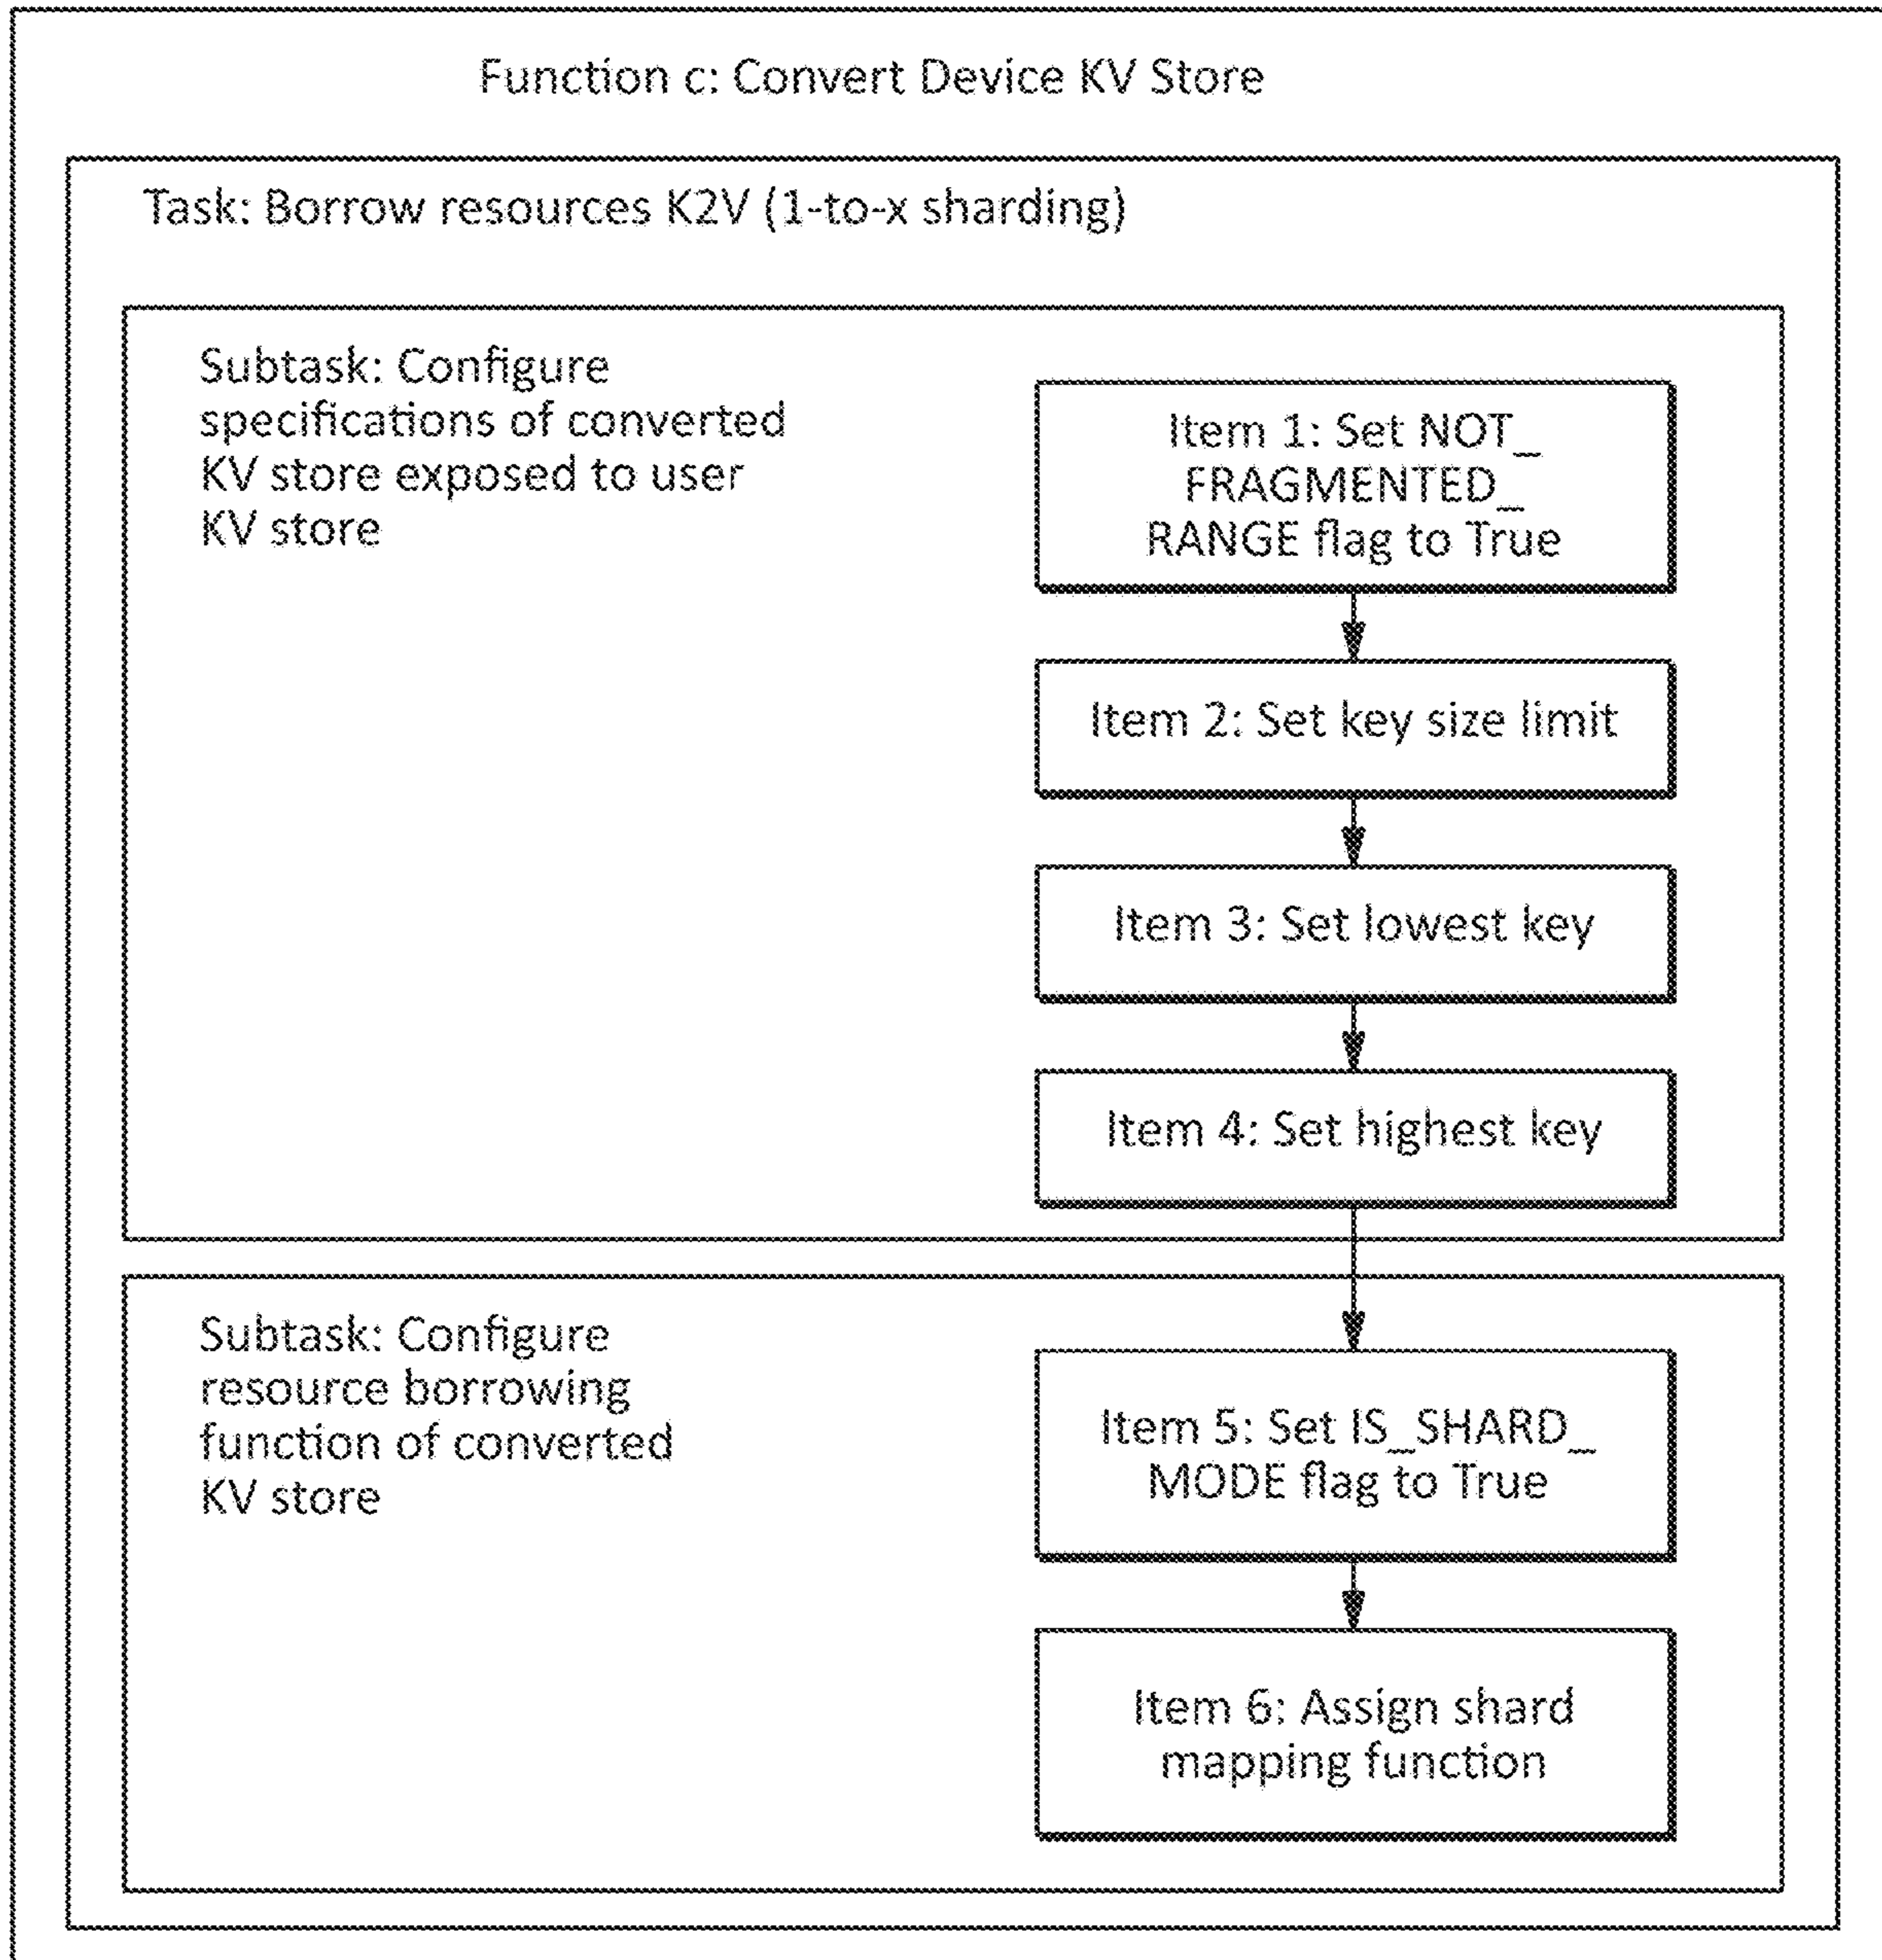 Function c: Convert Device KV Store
Task: Borrow resources K2V (1-to-x sharding)
Subtask: Configure
specifications of converted
KV store exposed to user
KV store
Item 1: Set NOT_
FRAGMENTED_
RANGE flag to True
Item 2: Set key size limit
Item 3: Set lowest key
Item 4: Set highest key
Subtask: Configure
resource borrowing
function of converted
KV store
Item 5: Set IS_SHARD_
MODE flag to True
Item 6: Assign shard
mapping function